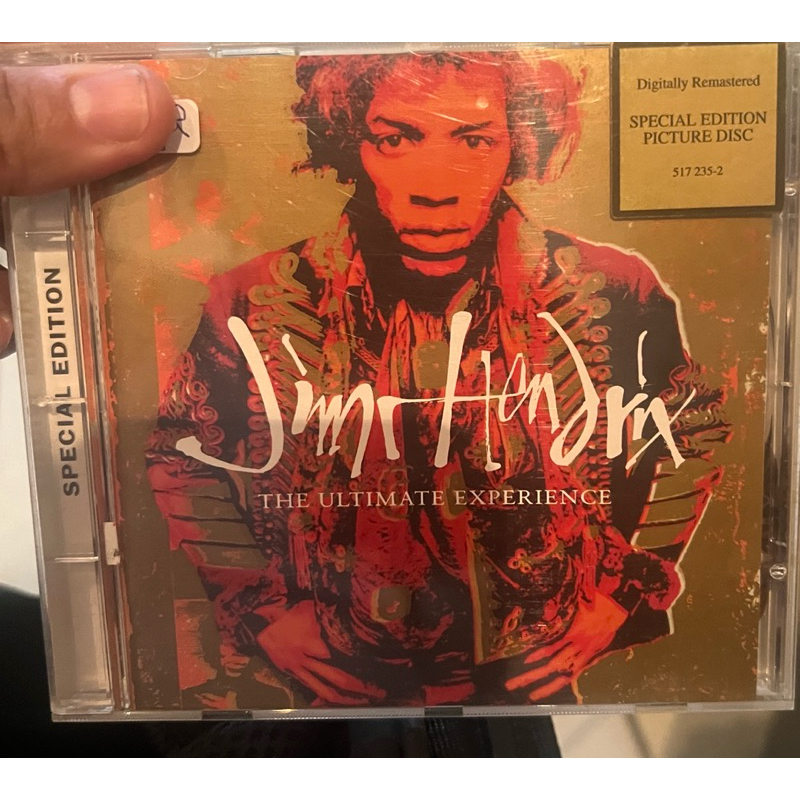 Digitally Remastered
SPECIAL EDITION
PICTURE DISC
517 235-2
SPECIAL EDITION
Jimi Hendrix
THE ULTIMATE EXPERIENCE